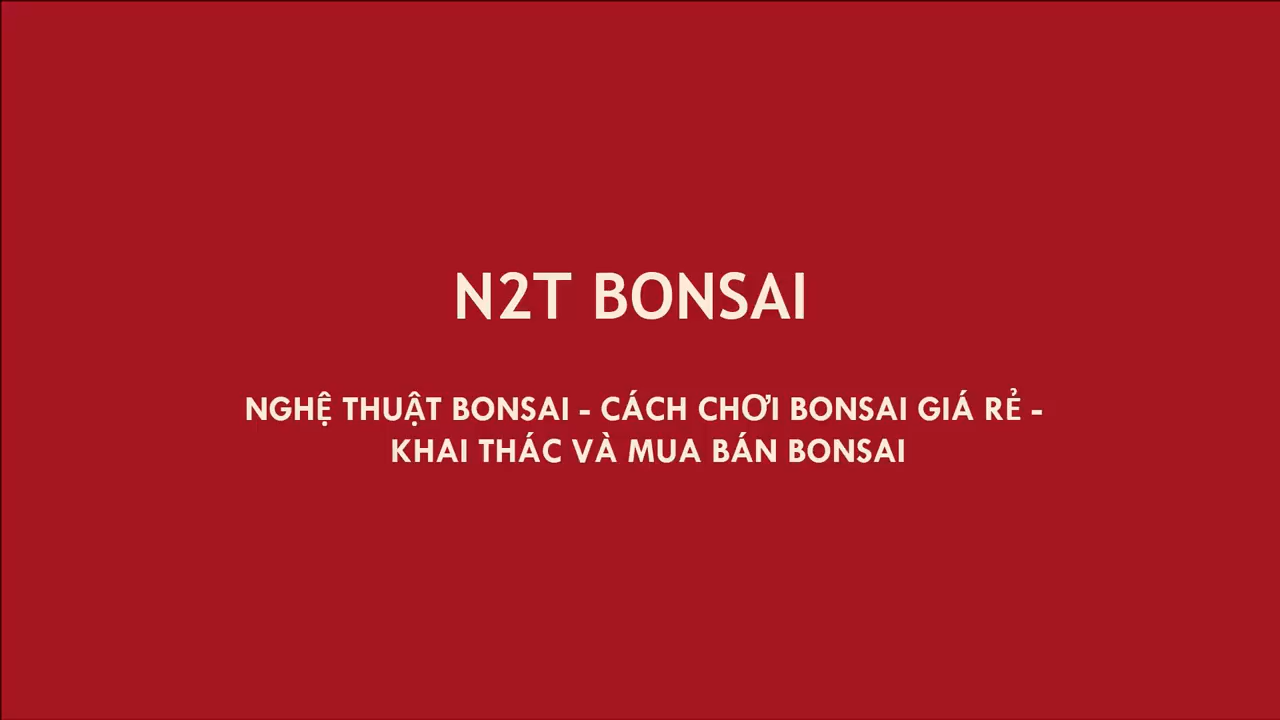 N2T BONSAI
NGHỆ THUẬT BONSAI - CÁCH CHƠI BONSAI GIÁ RẺ -
KHAI THÁC VÀ MUA BÁN BONSAI